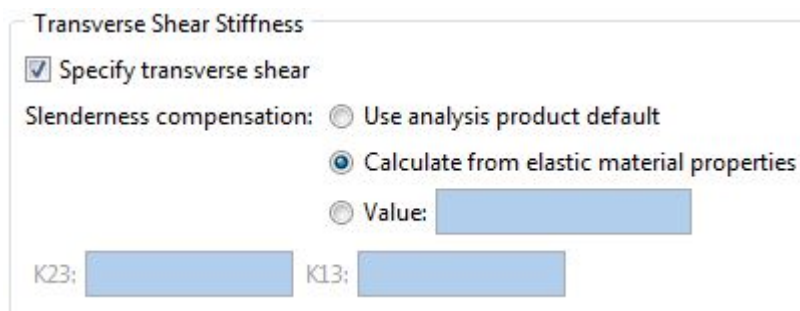 Transverse Shear Stiffness
Specify transverse shear
Slenderness compensation: Use analysis product default
Calculate from elastic material properties
Value:
K23: K13: